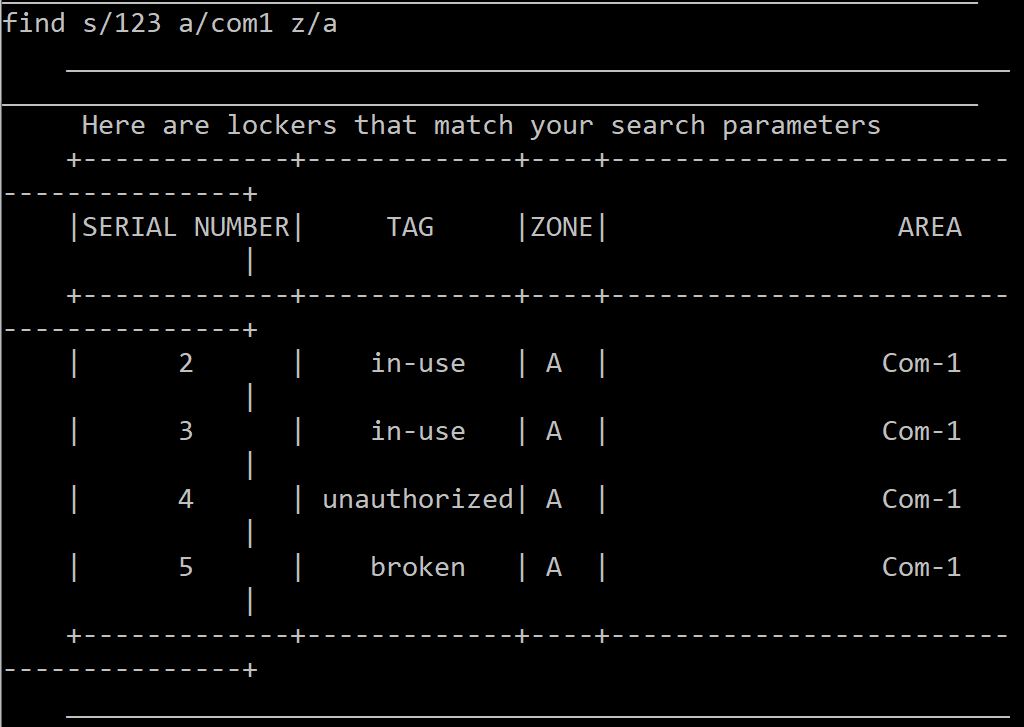 find s/123 a/com1 z/a
____________________________________________________________
Here are lockers that match your search parameters
+-------------+-------------+----+-------------------------
---------------+
|SERIAL NUMBER|     TAG     |ZONE|                  AREA
               |
+-------------+-------------+----+-------------------------
---------------+
|      2      |    in-use   | A  |                 Com-1
               |
|      3      |    in-use   | A  |                 Com-1
               |
|      4      | unauthorized| A  |                 Com-1
               |
|      5      |    broken   | A  |                 Com-1
               |
+-------------+-------------+----+-------------------------
---------------+